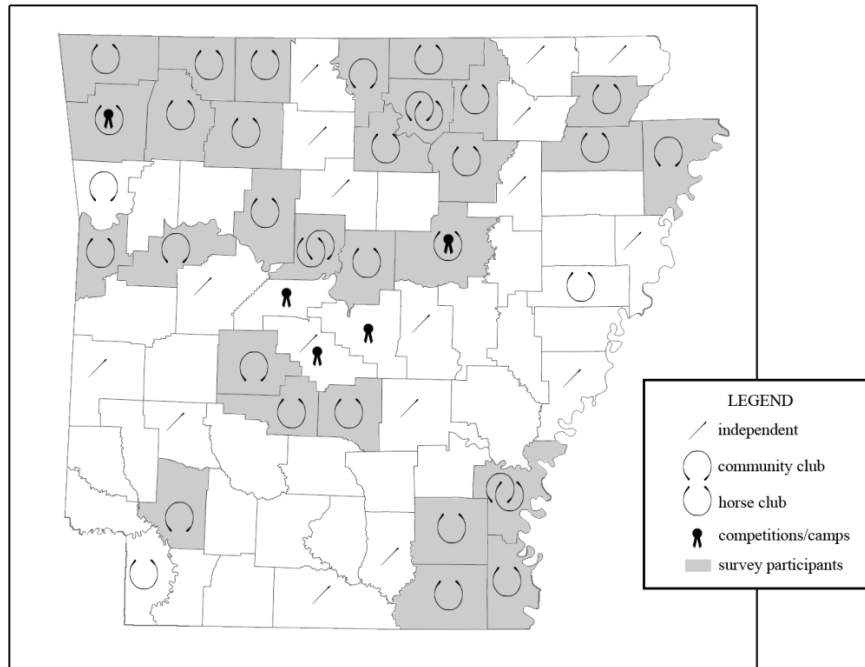 LEGEND
independent
community club
horse club
competitions/camps
survey participants